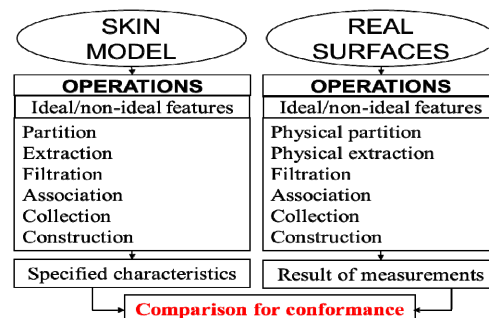 SKIN
MODEL
OPERATIONS
Ideal/non-ideal features
Partition
Extraction
Filtration
Association
Collection
Construction
Specified characteristics
REAL
SURFACES
OPERATIONS
Ideal/non-ideal features
Physical partition
Physical extraction
Filtration
Association
Collection
Construction
Result of measurements
Comparison for conformance